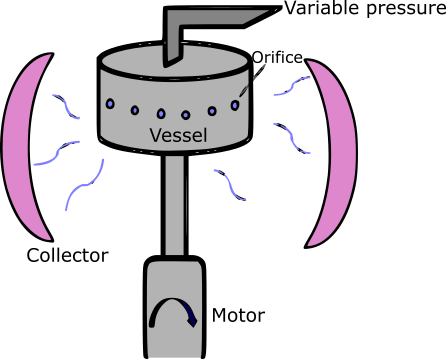 Variable pressure
Orifice
Vessel
Collector
Motor